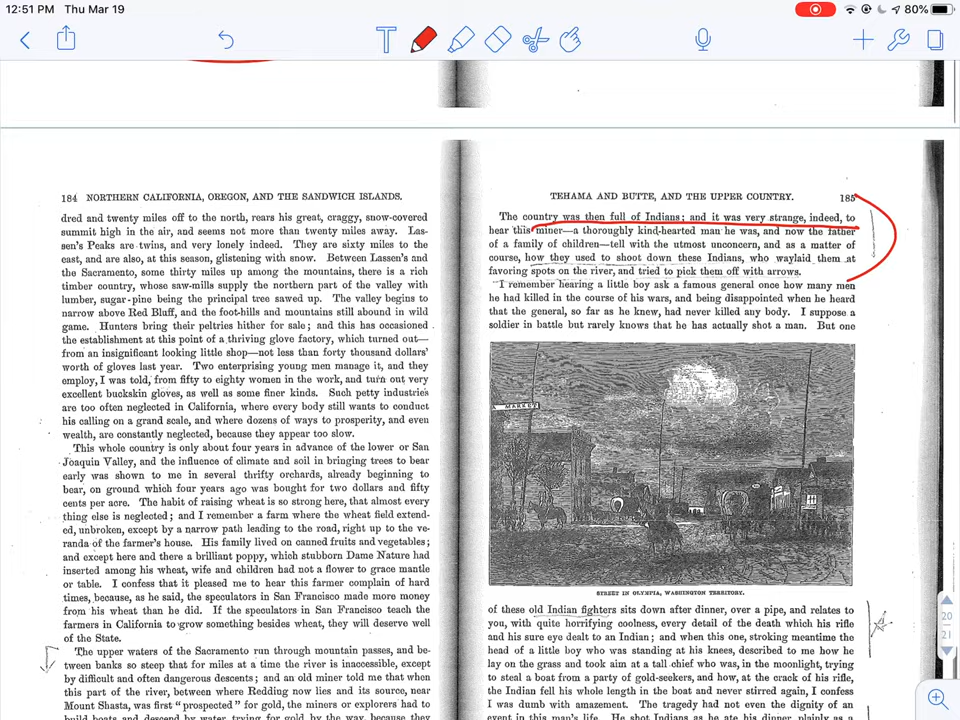 12:51 PM Thu Mar 19
80%
184 NORTHERN CALIFORNIA, OREGON, AND THE SANDWICH ISLANDS.
dred and twenty miles off to the north, rears his great, craggy, snow-covered
summit high in the air, and seems not more than twenty miles away. Las-
sen's Peaks are twins, and very lonely indeed. They are sixty miles to the
east, and are also, at this season, glistening with snow. Between Lassen's and
the Sacramento, some thirty miles up among the mountains, there is a rich
timber country, whose saw-mills supply the northern part of the valley with
lumber, sugar-pine being the principal tree sawed up. The valley begins to
narrow above Red Bluff, and the foot-hills and mountains still abound in wild
game. Hunters bring their peltries hither for sale; and this has occasioned
the establishment at this point of a thriving glove factory, which turned out—
from an insignificant looking little shop—not less than forty thousand dollars'
worth of gloves last year. Two enterprising young men manage it, and they
employ, I was told, from fifty to eighty women in the work, and turn out very
excellent buckskin gloves, as well as some finer kinds. Such petty industries
are too often neglected in California, where every body still wants to conduct
his calling on a grand scale, and where dozens of ways to prosperity, and even
wealth, are constantly neglected, because they appear too slow.
This whole country is only about four years in advance of the lower or San
Joaquin Valley, and the influence of climate and soil in bringing trees to bear
early was shown to me in several thrifty orchards, already beginning to
bear, on ground which four years ago was bought for two dollars and fifty
cents per acre. The habit of raising wheat is so strong here, that almost every
thing else is neglected; and I remember a farm where the wheat field extend-
ed, unbroken, except by a narrow path leading to the road, right up to the ve-
randa of the farmer's house. His family lived on canned fruits and vegetables;
and except here and there a brilliant poppy, which stubborn Dame Nature had
inserted among his wheat, wife and children had not a flower to grace mantle
or table. I confess that it pleased me to hear this farmer complain of hard
times, because, as he said, the speculators in San Francisco made more money
from his wheat than he did. If the speculators in San Francisco teach the
farmers in California to grow something besides wheat, they will deserve well
of the State.
The upper waters of the Sacramento run through mountain passes, and be-
tween banks so steep that for miles at a time the river is inaccessible, except
by difficult and often dangerous descents; and an old miner told me that when
this part of the river, between where Redding now lies and its source, near
Mount Shasta, was first "prospected" for gold, the miners or explorers had to
build boats and descend by water, trying for gold by the way, because they
TEHAMA AND BUTTE, AND THE UPPER COUNTRY. 185
The country was then full of Indians; and it was very strange, indeed, to
hear this miner—a thoroughly kind-hearted man he was, and now the father
of a family of children—tell with the utmost unconcern, and as a matter of
course, how they used to shoot down these Indians, who waylaid them at
favoring spots on the river, and tried to pick them off with arrows.
I remember hearing a little boy ask a famous general once how many men
he had killed in the course of his wars, and being disappointed when he heard
that the general, so far as he knew, had never killed any body. I suppose a
soldier in battle but rarely knows that he has actually shot a man. But one
MARKET
STREET IN OLYMPIA, WASHINGTON TERRITORY.
of these old Indian fighters sits down after dinner, over a pipe, and relates to
you, with quite horrifying coolness, every detail of the death which his rifle
and his sure eye dealt to an Indian; and when this one, stroking meantime the
head of a little boy who was standing at his knees, described to me how he
lay on the grass and took aim at a tall chief who was, in the moonlight, trying
to steal a boat from a party of gold-seekers, and how, at the crack of his rifle,
the Indian fell his whole length in the boat and never stirred again, I confess
I was dumb with amazement. The tragedy had not even the dignity of an
event in this man's life. He shot Indians as he ate his dinner, plainly as a
20
21